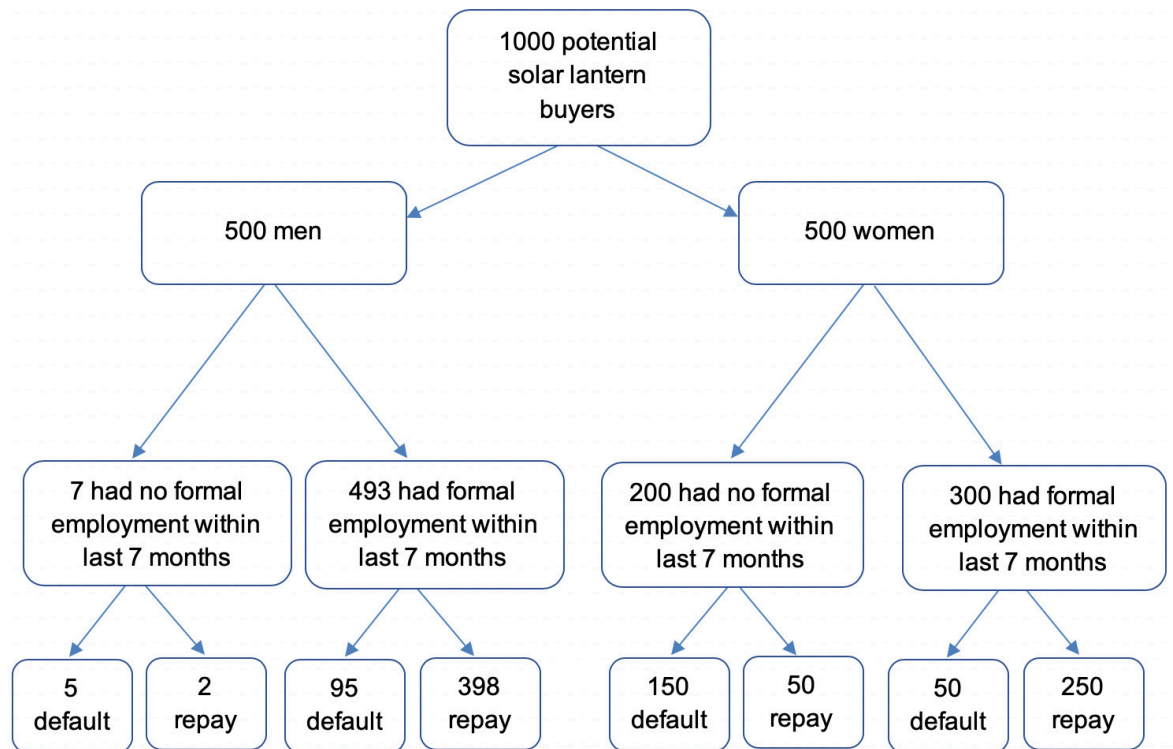 1000 potential
solar lantern
buyers
500 men
500 women
7 had no formal
employment within
last 7 months
493 had formal
employment within
last 7 months
200 had no formal
employment within
last 7 months
300 had formal
employment within
last 7 months
5
default
2
repay
95
default
398
repay
150
default
50
repay
50
default
250
repay